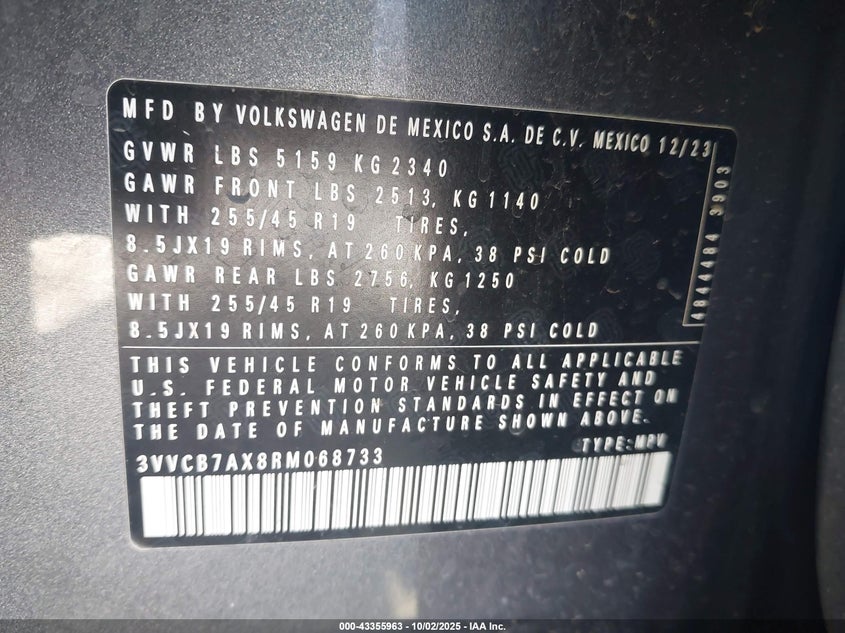 MFD BY VOLKSWAGEN DE MEXICO S.A. DE C.V. MEXICO 12/23
GVWR LBS 5159 KG 2340
GAWR FRONT LBS 2513, KG 1140
WITH 255/45 R19 TIRES,
8.5JX19 RIMS, AT 260 KPA, 38 PSI COLD
GAWR REAR LBS 2756, KG 1250
WITH 255/45 R19 TIRES,
8.5JX19 RIMS, AT 260 KPA, 38 PSI COLD
4844484 3903
THIS VEHICLE CONFORMS TO ALL APPLICABLE
U.S. FEDERAL MOTOR VEHICLE SAFETY AND
THEFT PREVENTION STANDARDS IN EFFECT ON
THE DATE OF MANUFACTURE SHOWN ABOVE.
3VVCB7AX8RM068733 TYPE:MPV
000-43355963 - 10/02/2025 - IAA Inc.